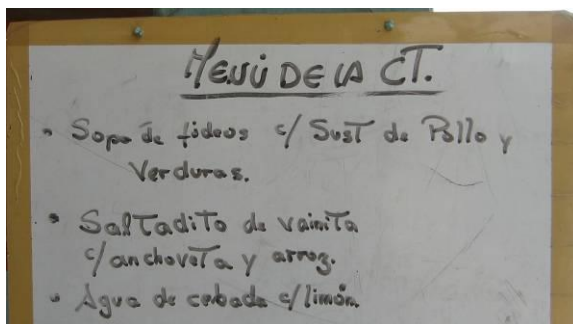 MENÚ DE LA CT.
• Sopa de fideos c/ Sust de Pollo y
Verduras.
• Saltadito de vainita
c/ anchoveta y arroz.
• Agua de cebada c/ limón.